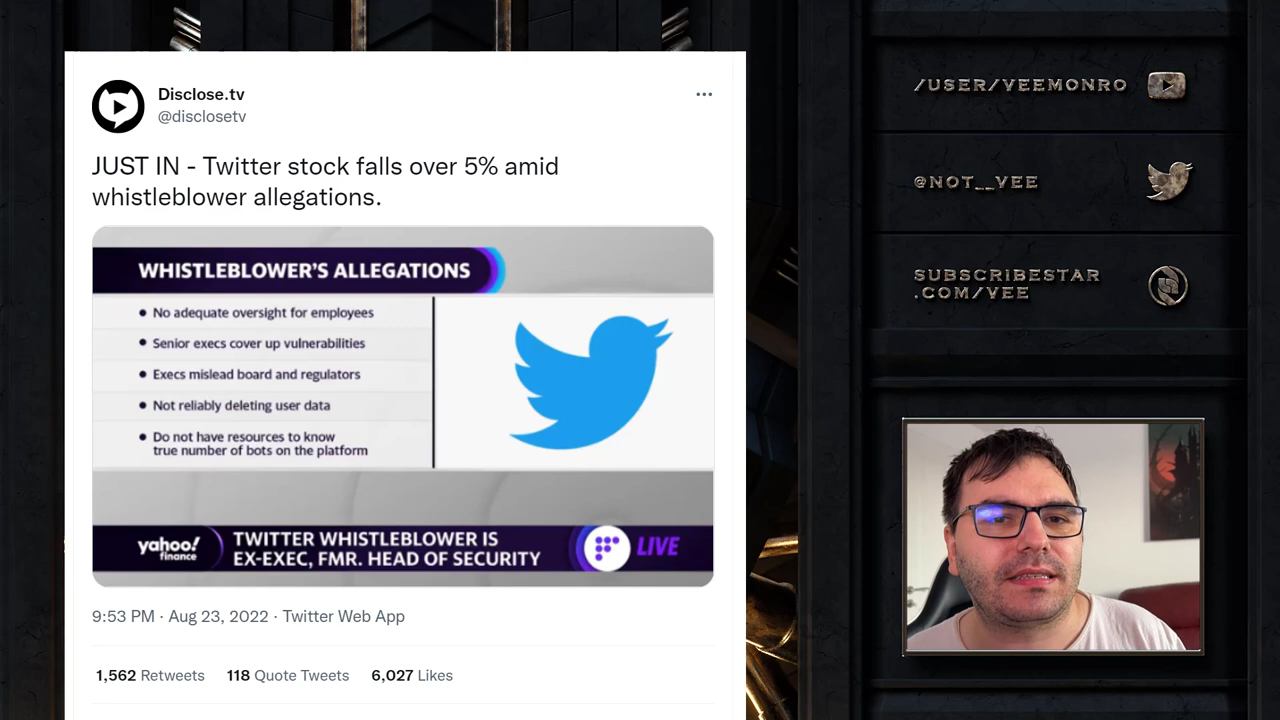 Disclose.tv
@disclosetv
JUST IN - Twitter stock falls over 5% amid
whistleblower allegations.
WHISTLEBLOWER'S ALLEGATIONS
• No adequate oversight for employees
• Senior execs cover up vulnerabilities
• Execs mislead board and regulators
• Not reliably deleting user data
• Do not have resources to know
true number of bots on the platform
yahoo!
finance
TWITTER WHISTLEBLOWER IS
EX-EXEC, FMR. HEAD OF SECURITY
LIVE
9:53 PM · Aug 23, 2022 · Twitter Web App
1,562 Retweets 118 Quote Tweets 6,027 Likes
/USER/VEEMONRO
@NOT__VEE
SUBSCRIBESTAR
.COM/VEE